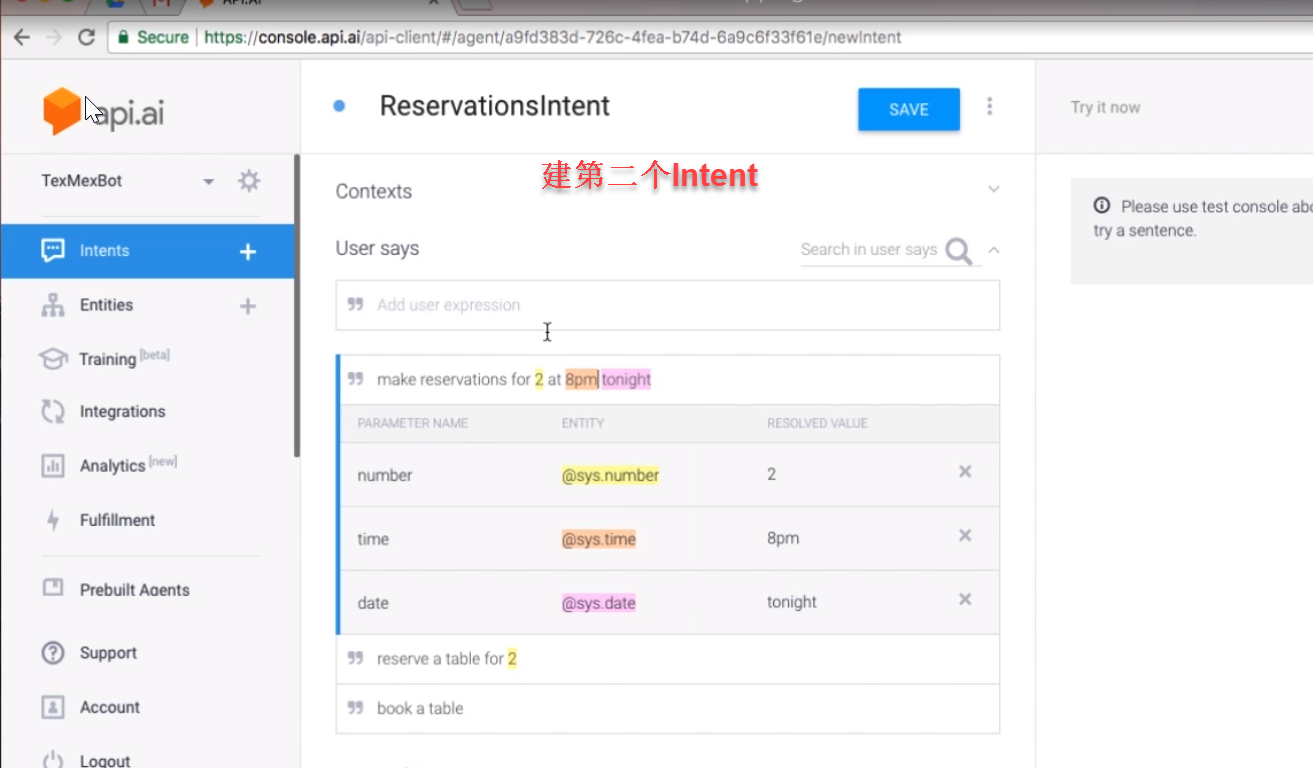 Secure https://console.api.ai/api-client/#/agent/a9fd383d-726c-4fea-b74d-6a9c6f33f61e/newIntent
api.ai
ReservationsIntent
SAVE
Try it now
TexMexBot
建第二个Intent
Contexts
Please use test console abo
try a sentence.
Intents
User says
Search in user says
Entities
Add user expression
Training [beta]
make reservations for 2 at 8pm tonight
Integrations
PARAMETER NAME ENTITY RESOLVED VALUE
Analytics [new]
number @sys.number 2
Fulfillment
time @sys.time 8pm
Prebuilt Agents
date @sys.date tonight
Support
reserve a table for 2
Account
book a table
Logout